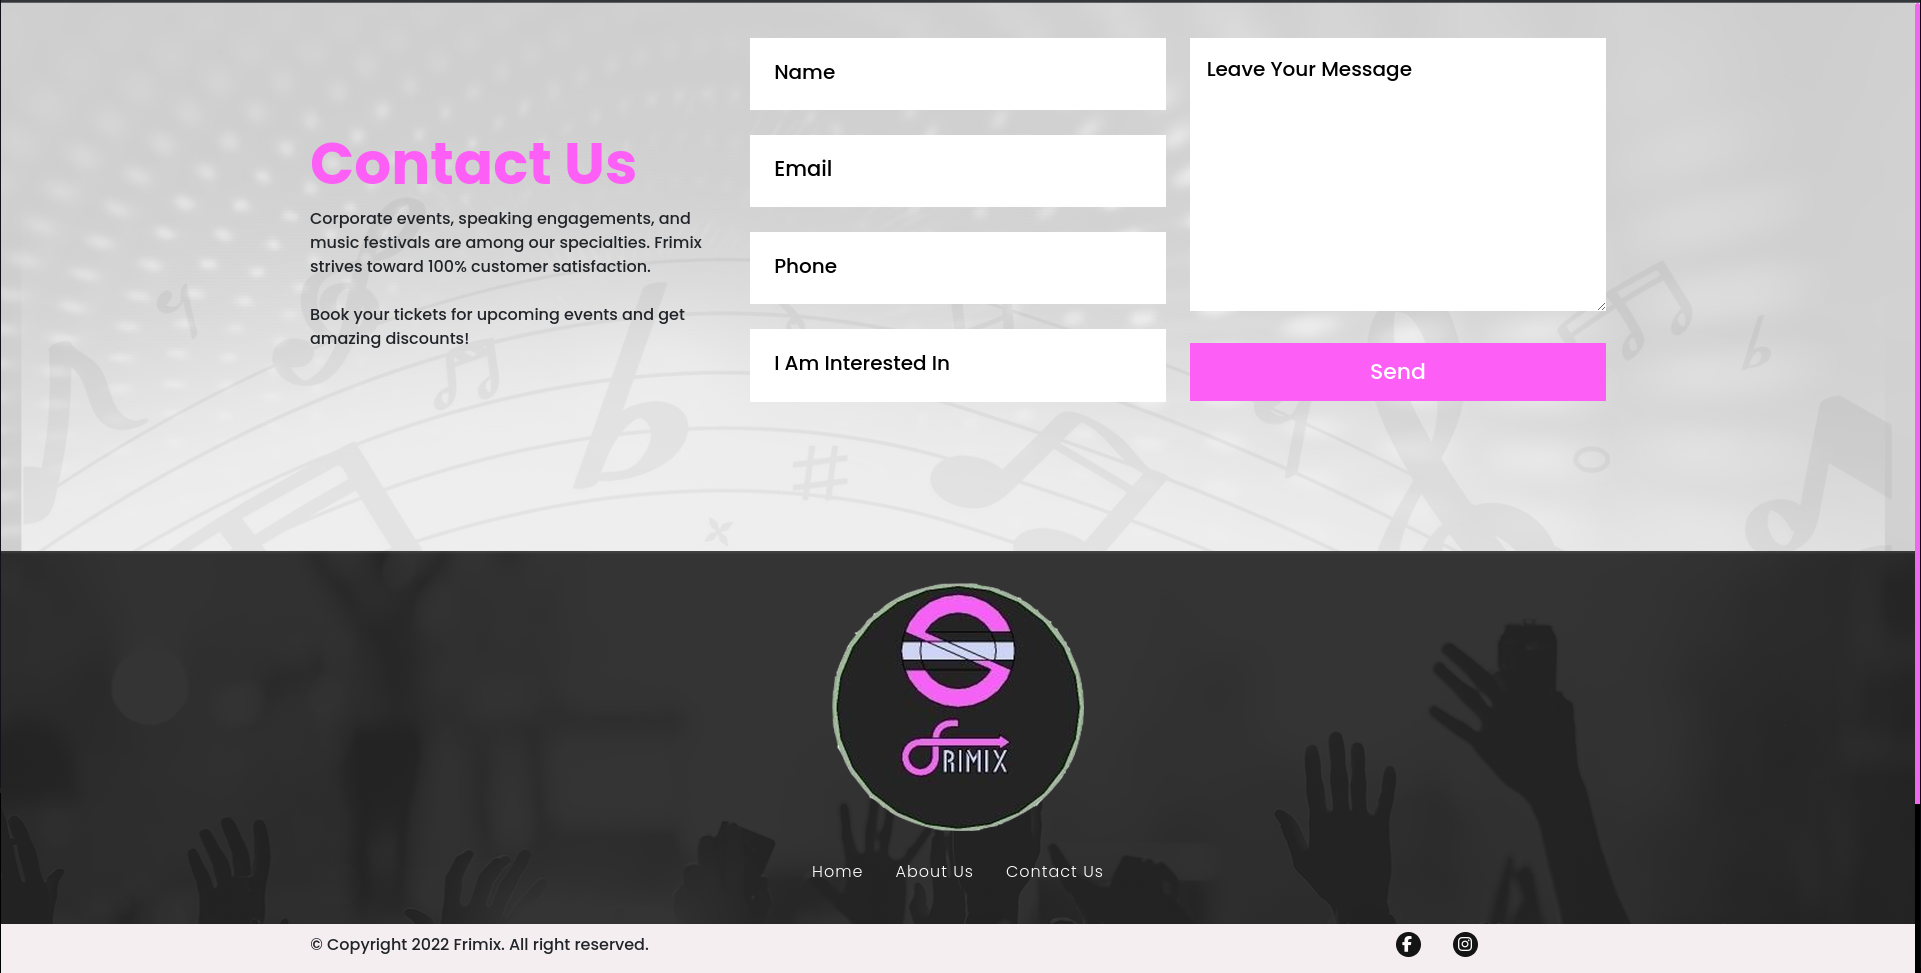 Contact Us
Corporate events, speaking engagements, and
music festivals are among our specialties. Frimix
strives toward 100% customer satisfaction.
Book your tickets for upcoming events and get
amazing discounts!
Name
Email
Phone
I Am Interested In
Leave Your Message
Send
fRIMIX
Home About Us Contact Us
© Copyright 2022 Frimix. All right reserved.